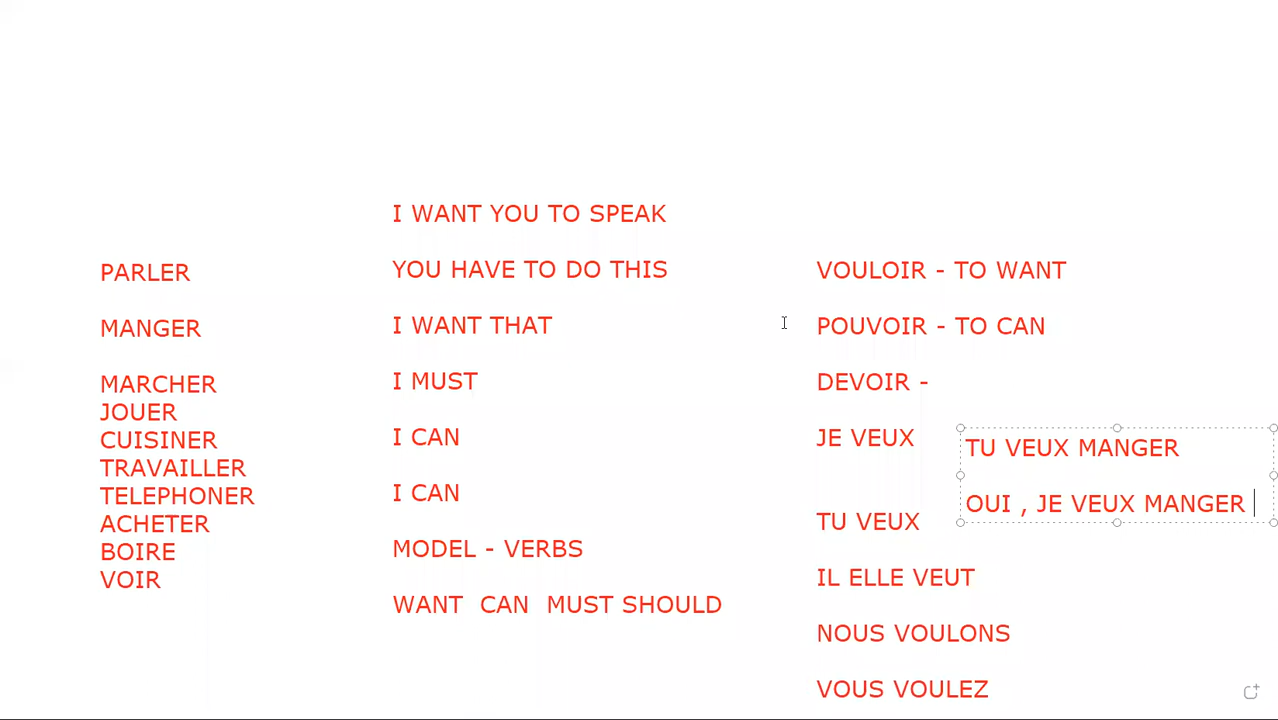 PARLER
MANGER
MARCHER
JOUER
CUISINER
TRAVAILLER
TELEPHONER
ACHETER
BOIRE
VOIR
I WANT YOU TO SPEAK
YOU HAVE TO DO THIS
I WANT THAT
I MUST
I CAN
I CAN
MODEL - VERBS
WANT CAN MUST SHOULD
VOULOIR - TO WANT
POUVOIR - TO CAN
DEVOIR -
JE VEUX
TU VEUX
IL ELLE VEUT
NOUS VOULONS
VOUS VOULEZ
TU VEUX MANGER
OUI , JE VEUX MANGER